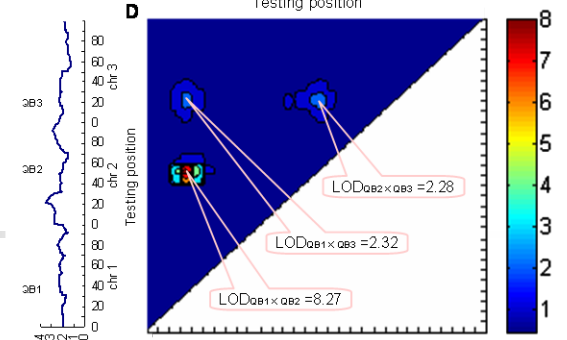 Testing position
D
8
7
6
5
4
3
2
1
80
60
40
20
0
chr 3
80
60
40
20
0
chr 2
80
60
40
20
0
chr 1
QB3
QB2
QB1
4 3 2 1 0
Testing position
LODQB2×QB3 =2.28
LODQB1×QB3 =2.32
LODQB1×QB2 =8.27